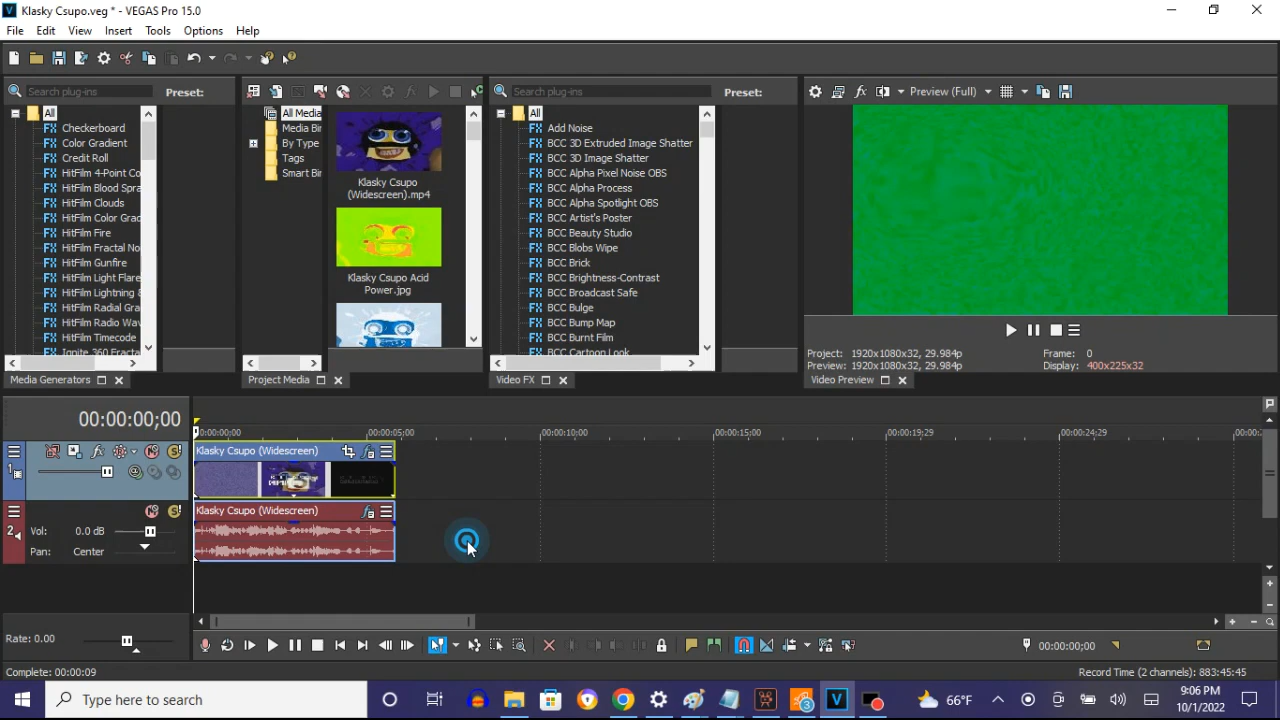 Klasky Csupo.veg * - VEGAS Pro 15.0
File Edit View Insert Tools Options Help
Search plug-ins Preset:
All
Checkerboard
Color Gradient
Credit Roll
HitFilm 4-Point Co
HitFilm Blood Spra
HitFilm Clouds
HitFilm Color Grad
HitFilm Fire
HitFilm Fractal No
HitFilm Gunfire
HitFilm Light Flare
HitFilm Lightning &
HitFilm Radial Gra
HitFilm Radio Wav
HitFilm Timecode
Ignite 360 Fracta
Media Generators
All Media
Media Bin
By Type
Tags
Smart Bin
Klasky Csupo
(Widescreen).mp4
Klasky Csupo Acid
Power.jpg
Project Media
Search plug-ins Preset:
All
Add Noise
BCC 3D Extruded Image Shatter
BCC 3D Image Shatter
BCC Alpha Pixel Noise OBS
BCC Alpha Process
BCC Alpha Spotlight OBS
BCC Artist's Poster
BCC Beauty Studio
BCC Blobs Wipe
BCC Brick
BCC Brightness-Contrast
BCC Broadcast Safe
BCC Bulge
BCC Bump Map
BCC Burnt Film
BCC Cartoon Look
Video FX
Preview (Full)
Project: 1920x1080x32, 29.984p Frame: 0
Preview: 1920x1080x32, 29.984p Display: 400x225x32
Video Preview
00:00:00;00
00:00:00;00 00:00:05;00 00:00:10;00 00:00:15;00 00:00:19;29 00:00:24;29
1 Klasky Csupo (Widescreen)
2 Klasky Csupo (Widescreen)
Vol: 0.0 dB
Pan: Center
Rate: 0.00
00:00:00;00
Complete: 00:00:09 Record Time (2 channels): 883:45:45
Type here to search 3 V 66°F 9:06 PM
10/1/2022